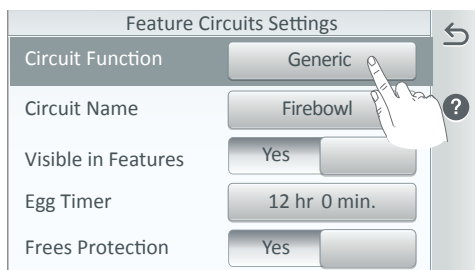 Feature Circuits Settings
Circuit Function Generic
Circuit Name Firebowl
?
Visible in Features Yes
Egg Timer 12 hr 0 min.
Frees Protection Yes